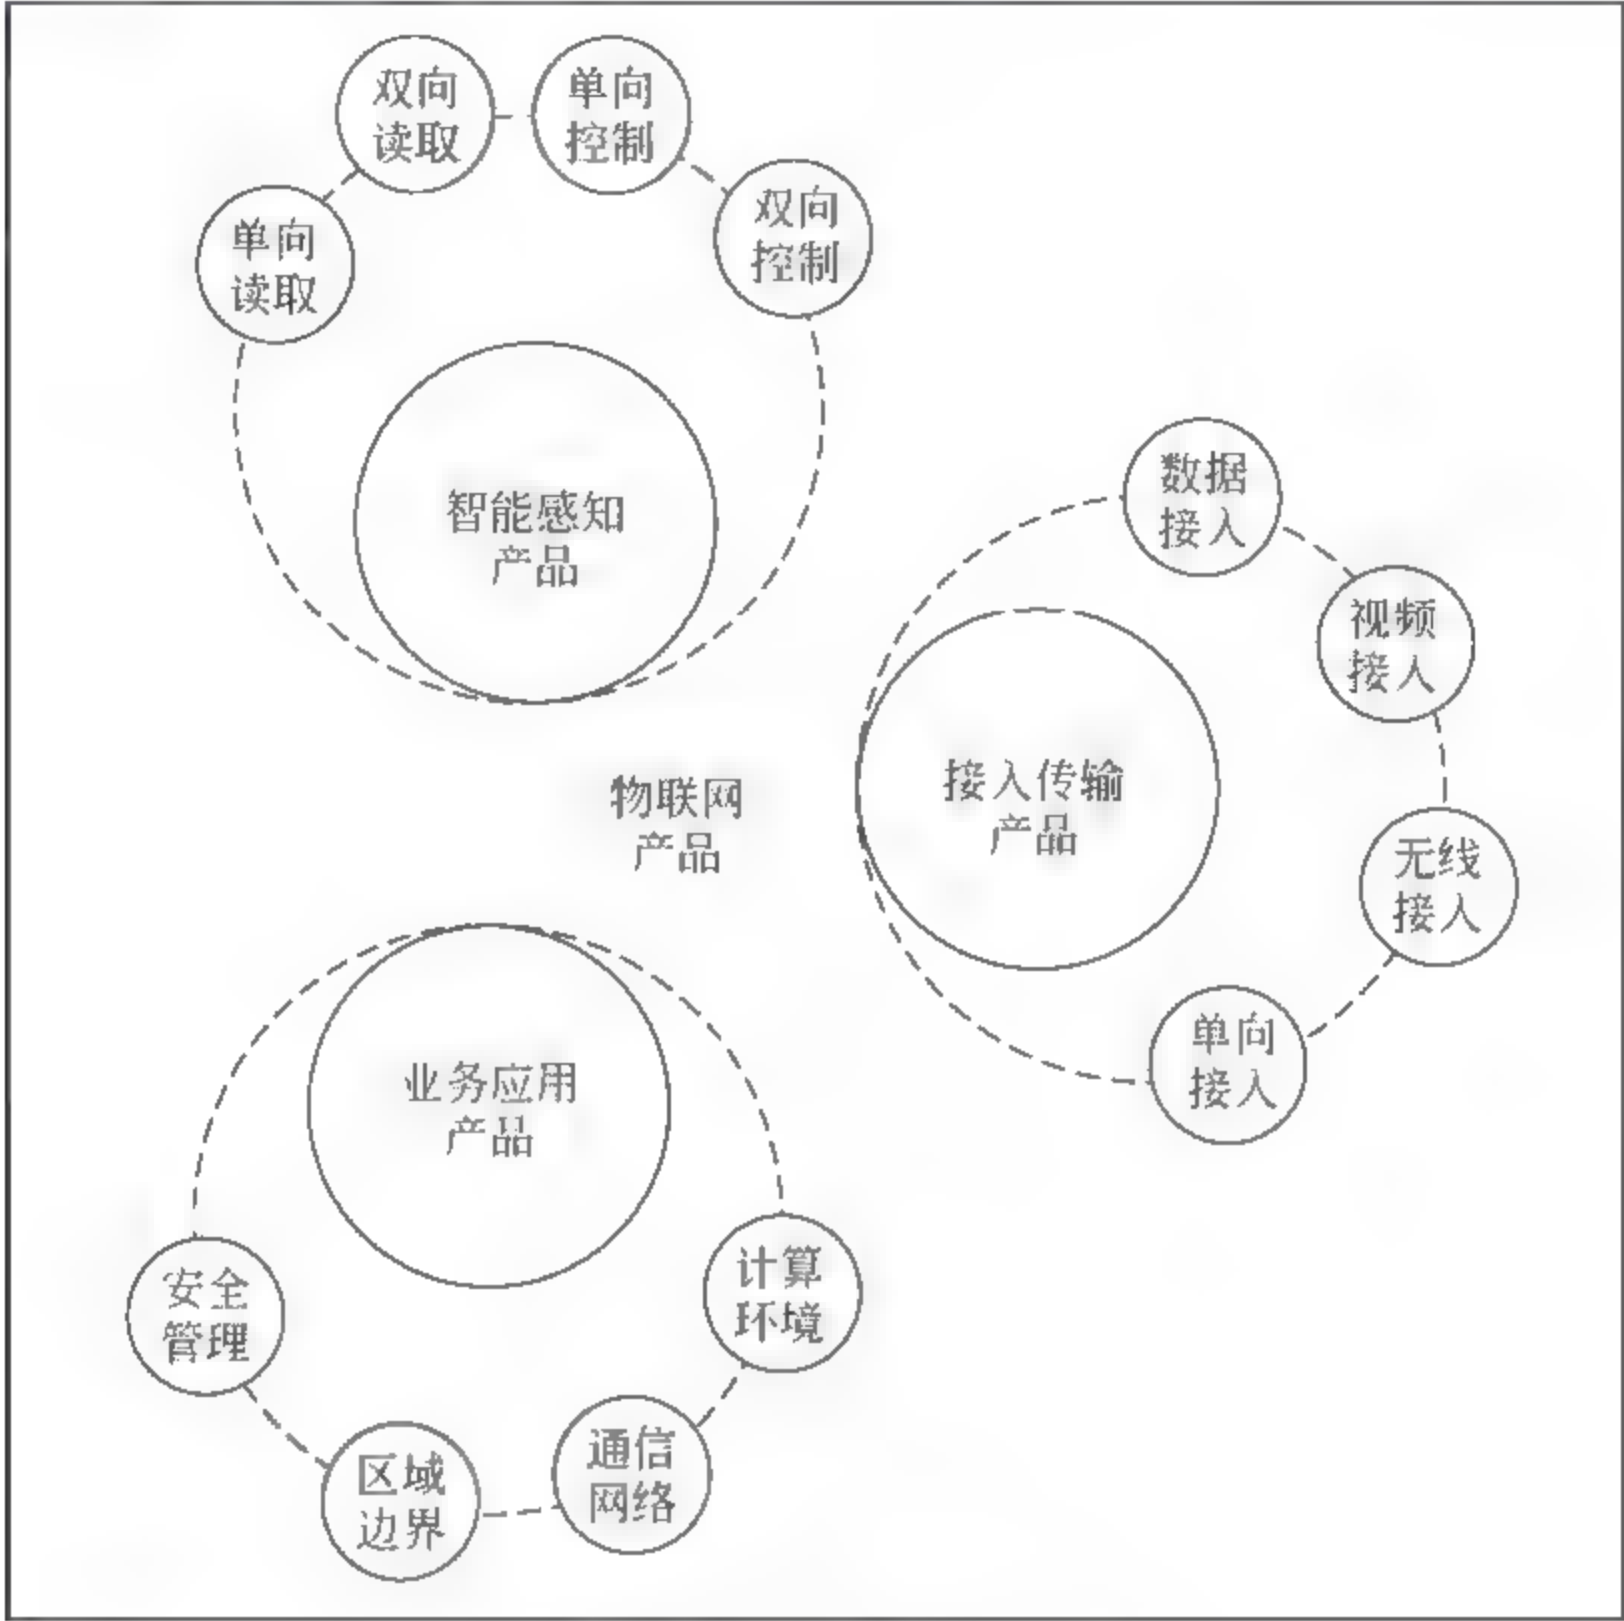 双向
读取
单向
控制
双向
控制
单向
读取
智能感知
产品
数据
接入
视频
接入
接入传输
产品
无线
接入
单向
接入
物联网
产品
业务应用
产品
安全
管理
计算
环境
区域
边界
通信
网络